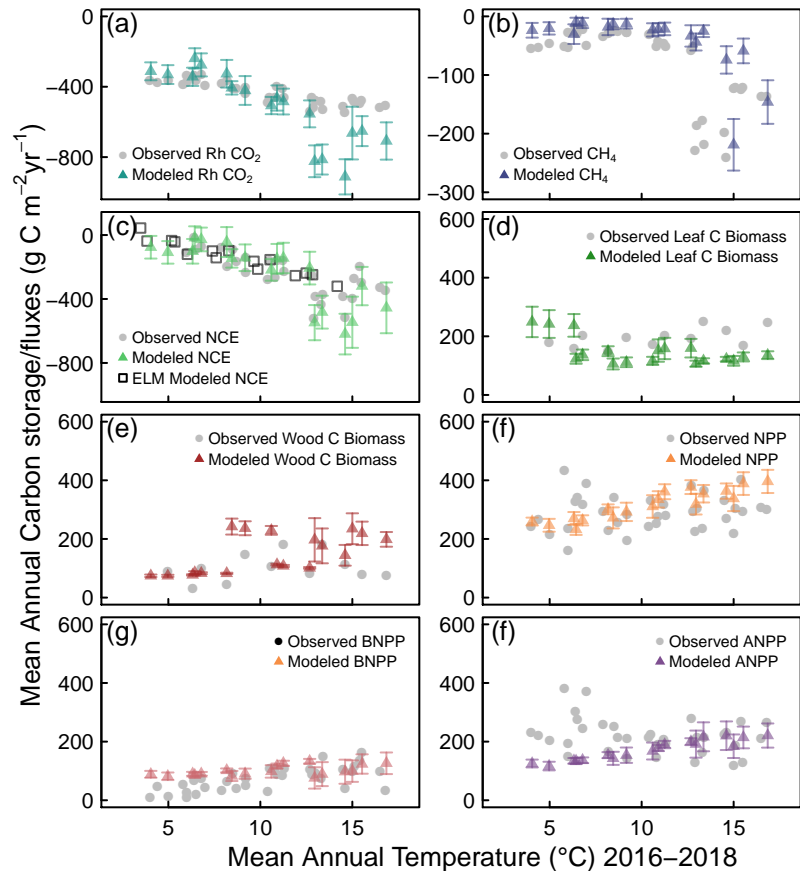 Mean Annual Carbon storage/fluxes (g C m−2yr−1)
(a)
0
−400
−800
Observed Rh CO2
Modeled Rh CO2
(b)
0
−100
−200
−300
Observed CH4
Modeled CH4
(c)
0
−400
−800
Observed NCE
Modeled NCE
ELM Modeled NCE
(d)
600
400
200
0
Observed Leaf C Biomass
Modeled Leaf C Biomass
(e)
600
400
200
0
Observed Wood C Biomass
Modeled Wood C Biomass
(f)
600
400
200
0
Observed NPP
Modeled NPP
(g)
600
400
200
0
Observed BNPP
Modeled BNPP
5 10 15
(f)
600
400
200
0
Observed ANPP
Modeled ANPP
5 10 15
Mean Annual Temperature (°C) 2016−2018